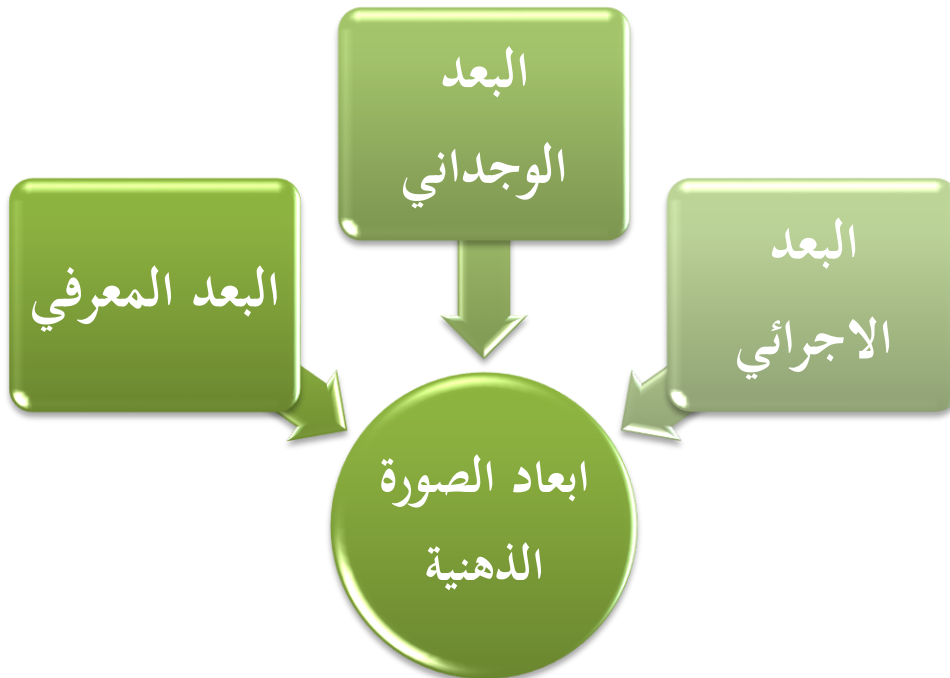 البعد
الوجداني
البعد
الاجرائي
البعد المعرفي
ابعاد الصورة
الذهنية